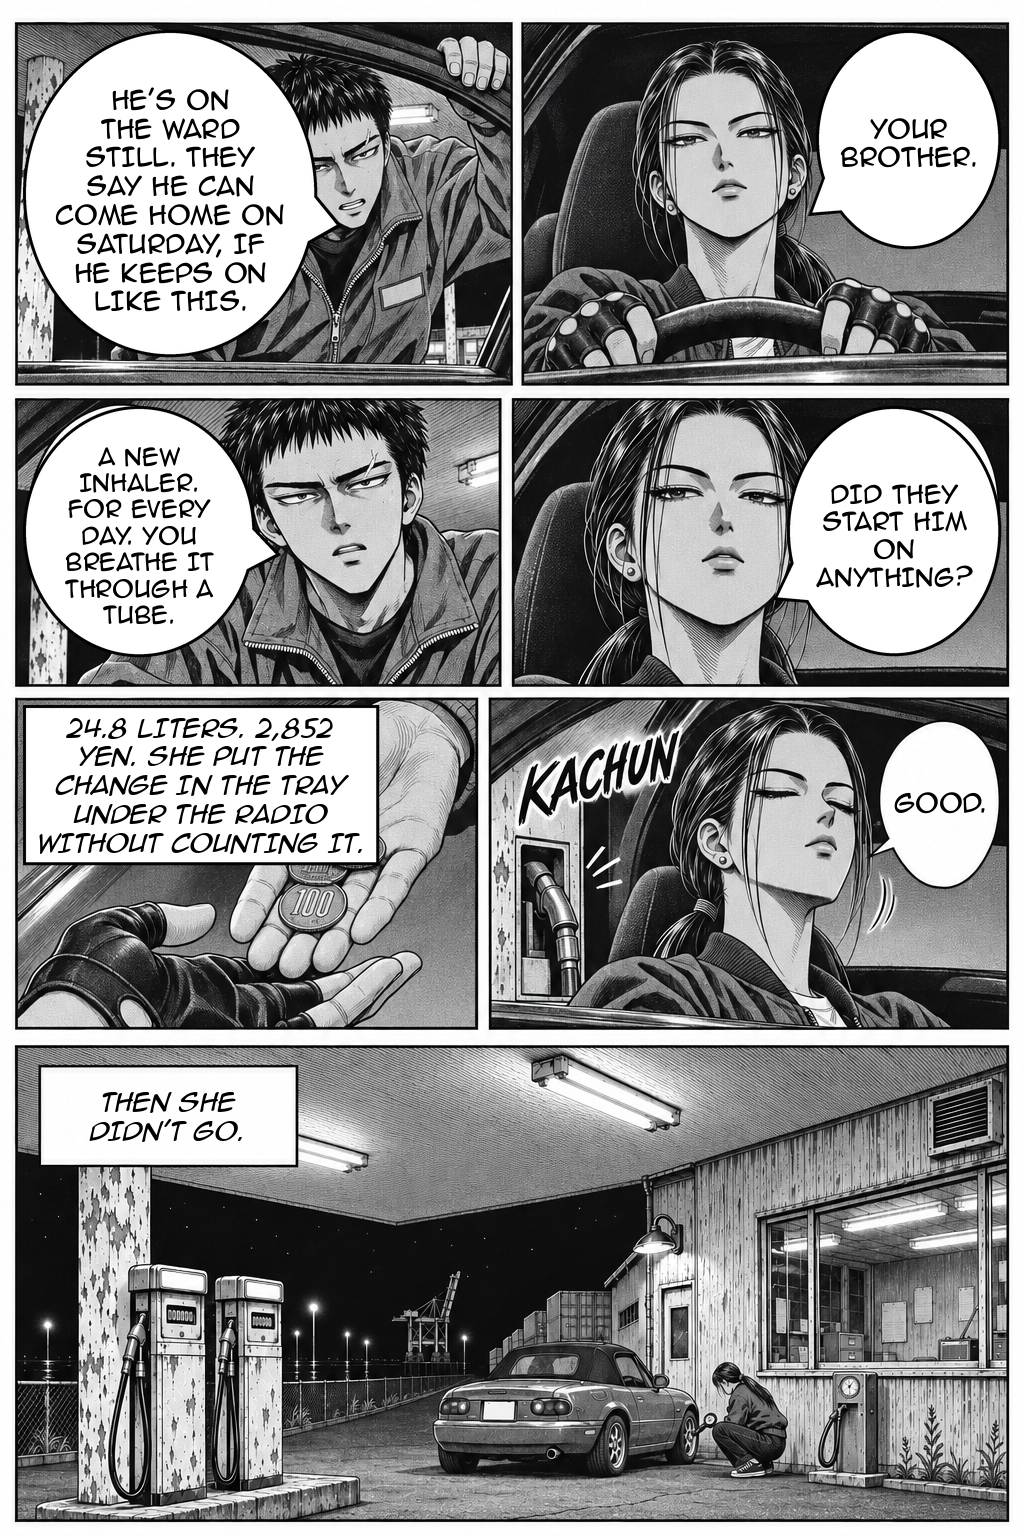 YOUR
BROTHER.
HE'S ON
THE WARD
STILL. THEY
SAY HE CAN
COME HOME ON
SATURDAY, IF
HE KEEPS ON
LIKE THIS.
DID THEY
START HIM
ON
ANYTHING?
A NEW
INHALER.
FOR EVERY
DAY. YOU
BREATHE IT
THROUGH A
TUBE.
GOOD.
KACHUN
24.8 LITERS. 2,852
YEN. SHE PUT THE
CHANGE IN THE TRAY
UNDER THE RADIO
WITHOUT COUNTING IT.
100
THEN SHE
DIDN'T GO.